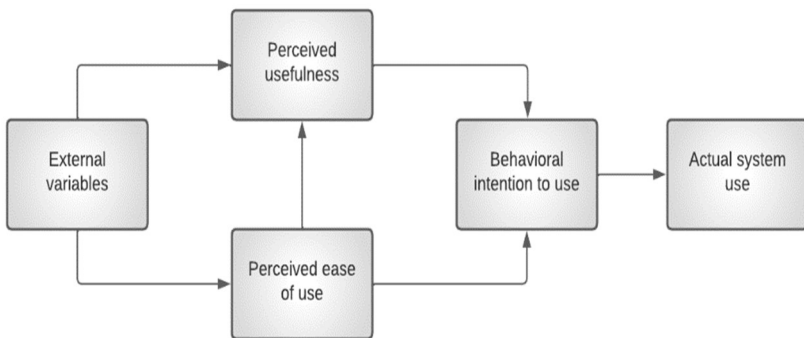 Perceived
usefulness
External
variables
Behavioral
intention to use
Actual system
use
Perceived ease
of use